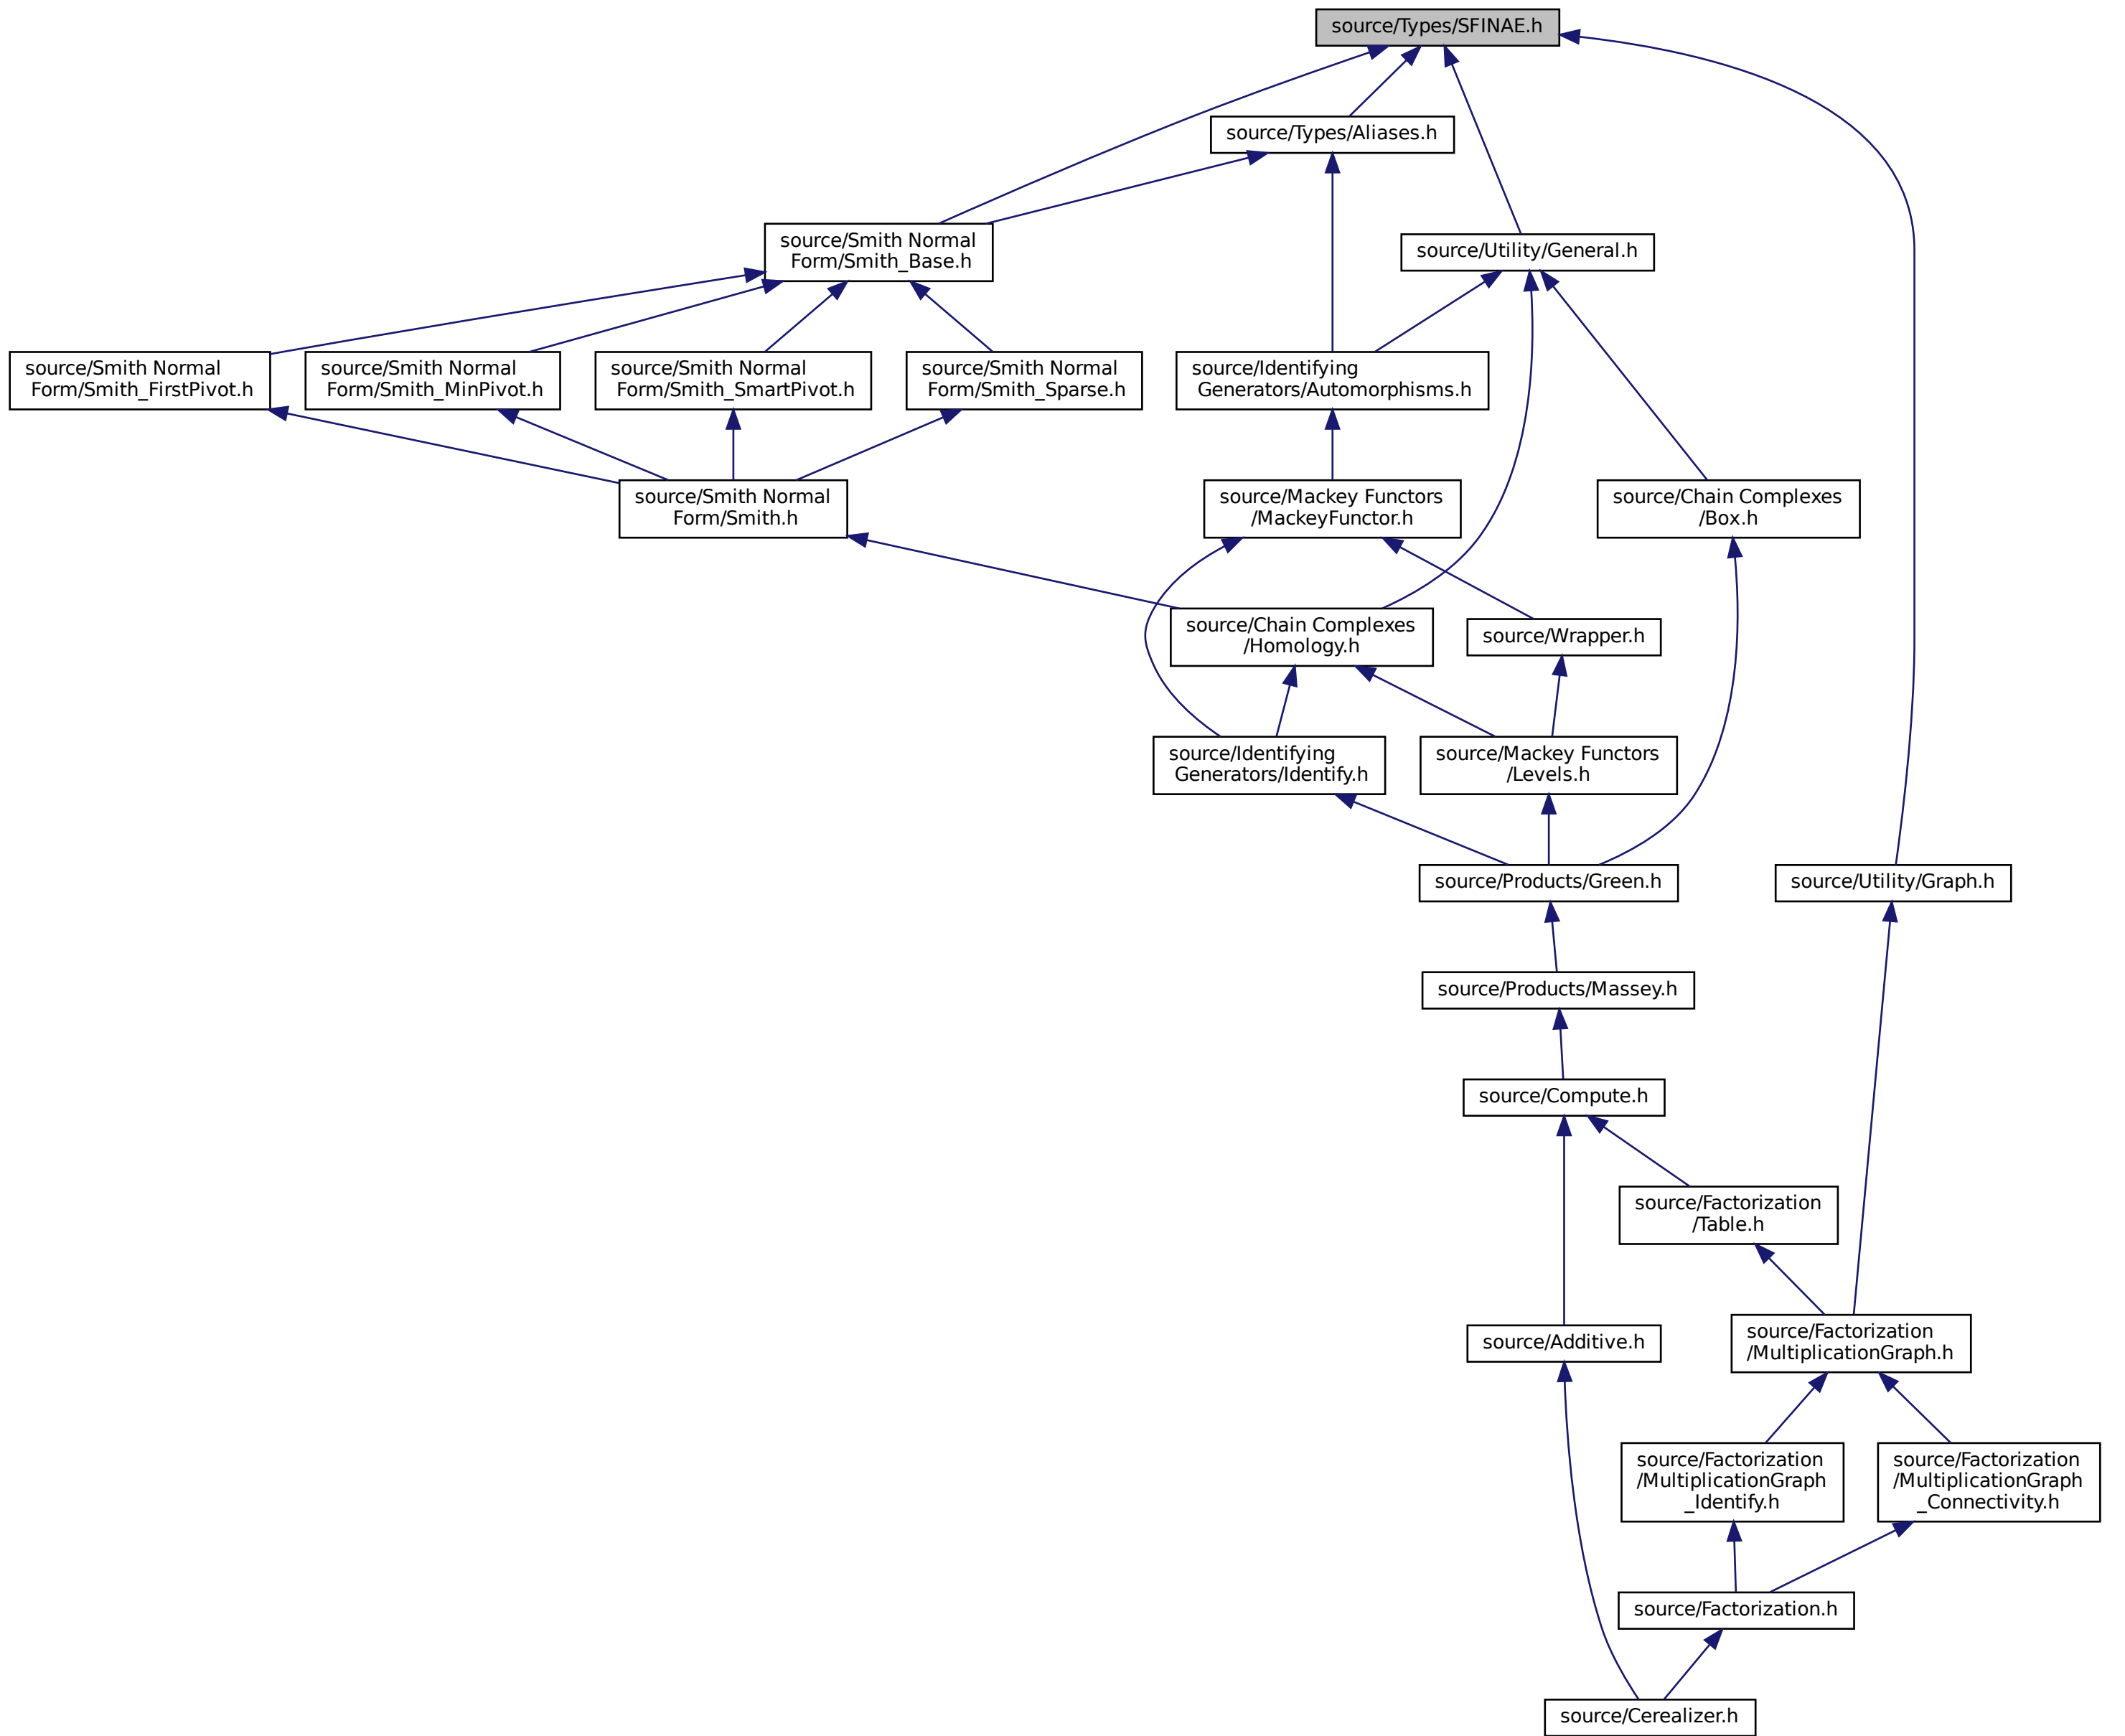 source/Types/SFINAE.h
source/Types/Aliases.h
source/Smith Normal
Form/Smith_Base.h
source/Utility/General.h
source/Smith Normal
Form/Smith_FirstPivot.h
source/Smith Normal
Form/Smith_MinPivot.h
source/Smith Normal
Form/Smith_SmartPivot.h
source/Smith Normal
Form/Smith_Sparse.h
source/Identifying
Generators/Automorphisms.h
source/Smith Normal
Form/Smith.h
source/Mackey Functors
/MackeyFunctor.h
source/Chain Complexes
/Box.h
source/Chain Complexes
/Homology.h
source/Wrapper.h
source/Identifying
Generators/Identify.h
source/Mackey Functors
/Levels.h
source/Products/Green.h
source/Utility/Graph.h
source/Products/Massey.h
source/Compute.h
source/Factorization
/Table.h
source/Additive.h
source/Factorization
/MultiplicationGraph.h
source/Factorization
/MultiplicationGraph
_Identify.h
source/Factorization
/MultiplicationGraph
_Connectivity.h
source/Factorization.h
source/Cerealizer.h